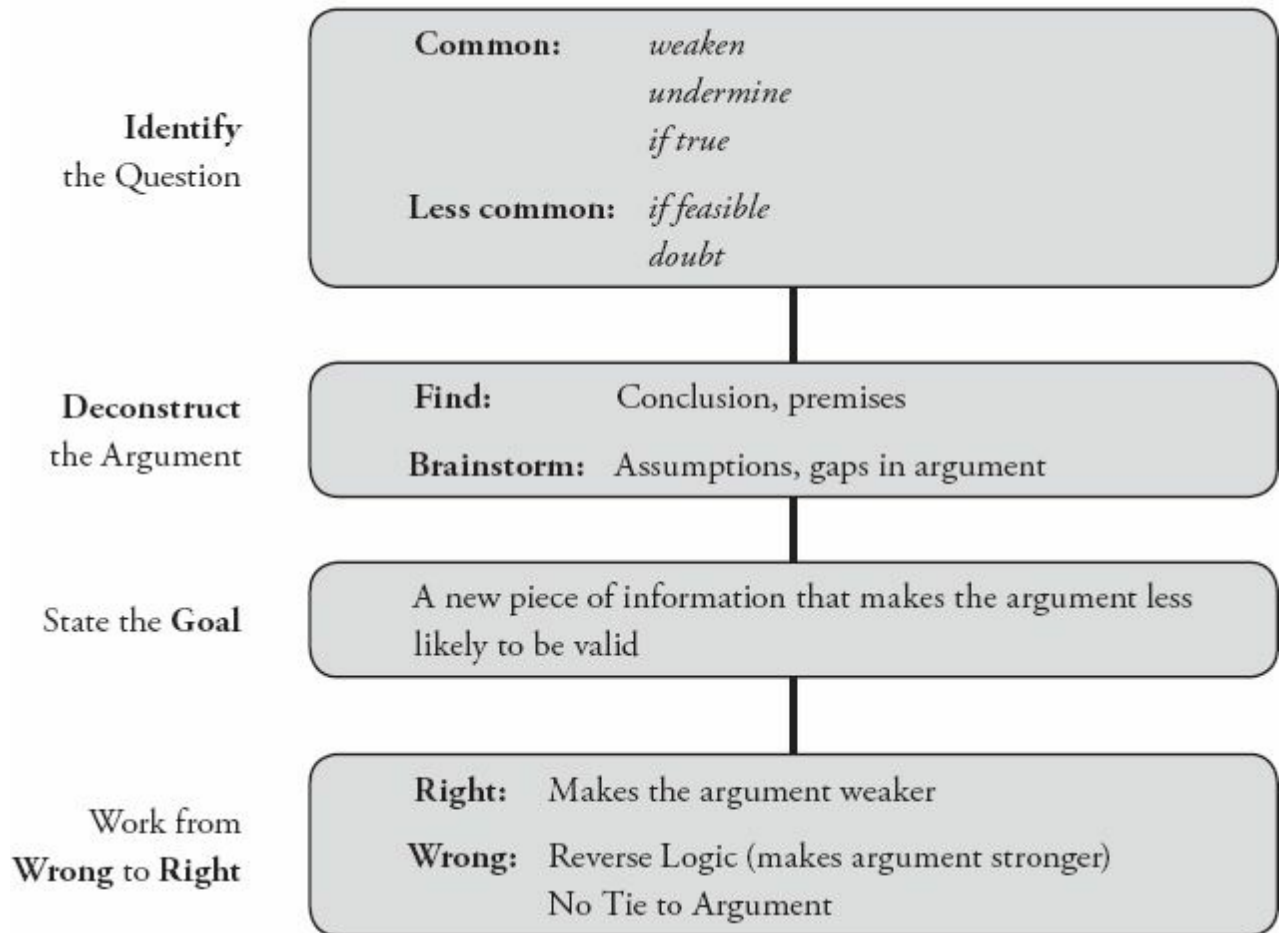 Identify
the Question
Common: weaken
undermine
if true
Less common: if feasible
doubt
Deconstruct
the Argument
Find: Conclusion, premises
Brainstorm: Assumptions, gaps in argument
State the Goal
A new piece of information that makes the argument less
likely to be valid
Work from
Wrong to Right
Right: Makes the argument weaker
Wrong: Reverse Logic (makes argument stronger)
No Tie to Argument